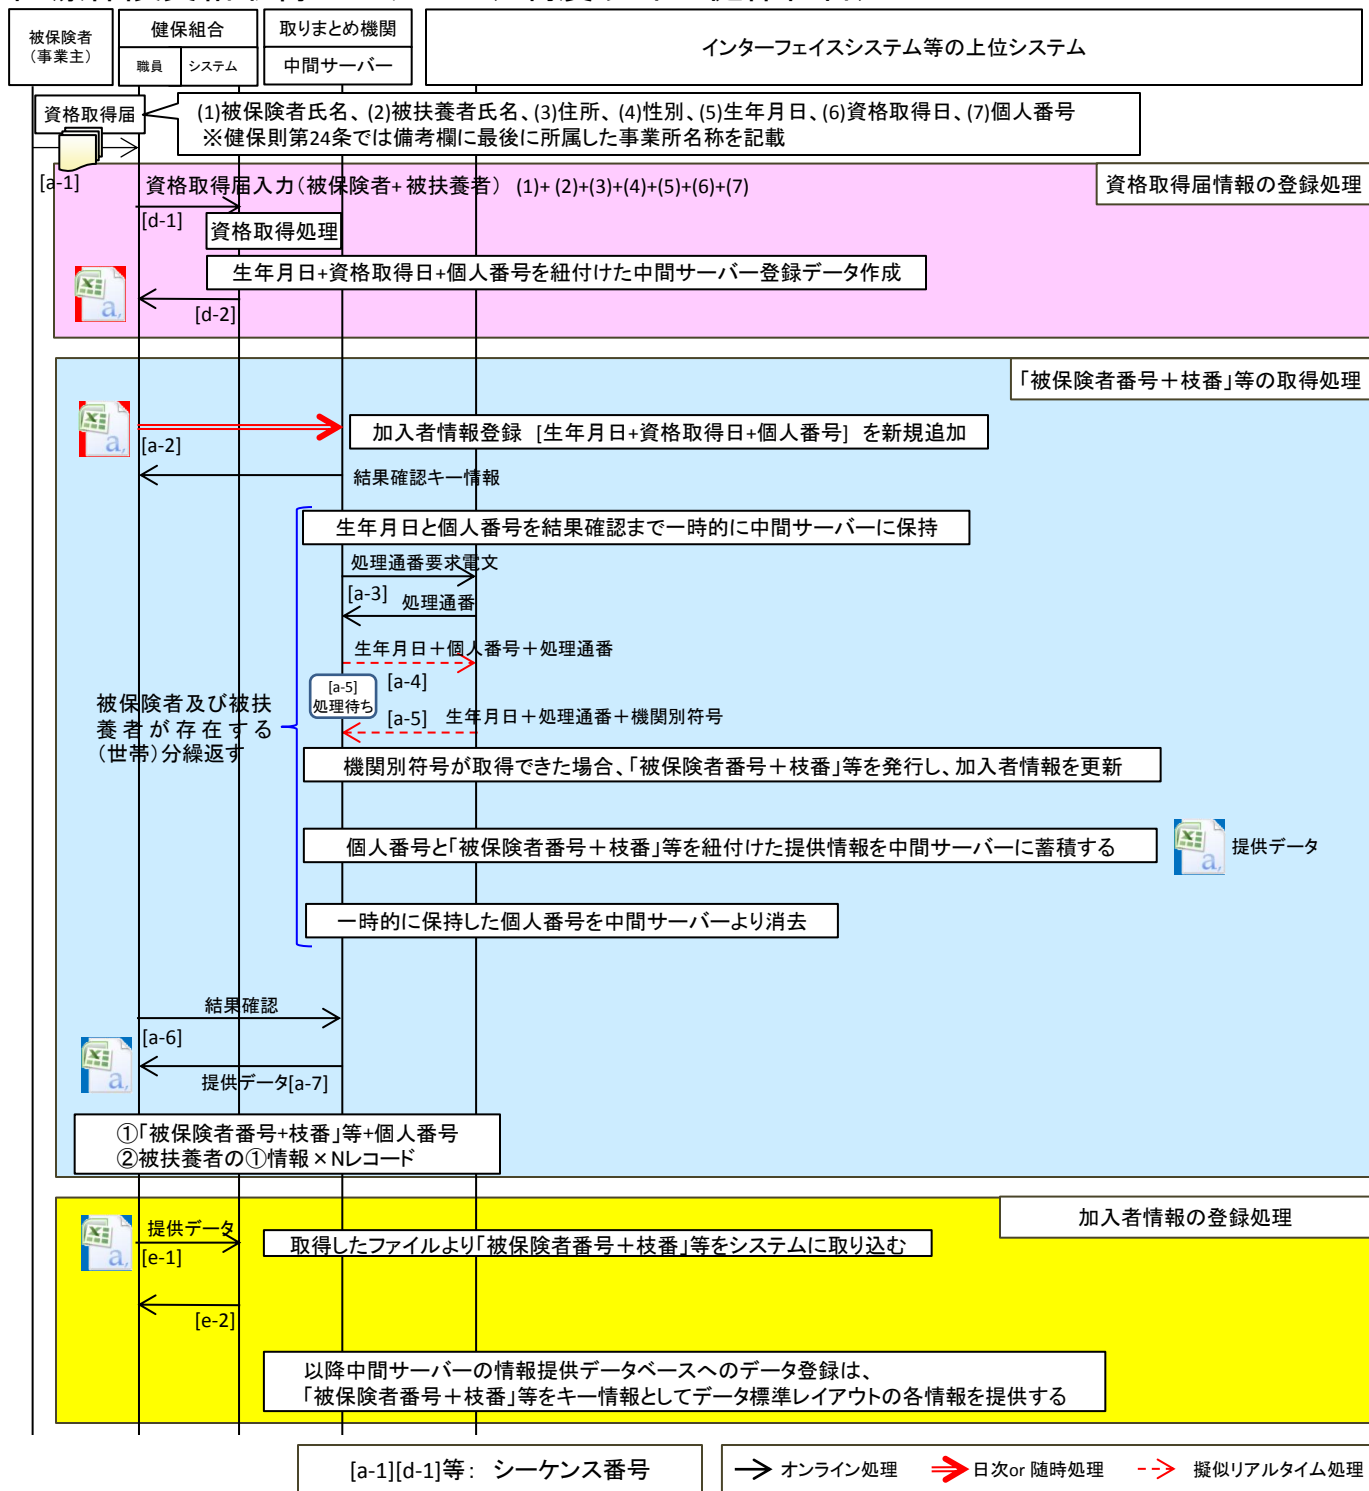 被保険者
（事業主）
健保組合
職員
システム
取りまとめ機関
中間サーバー
インターフェイスシステム等の上位システム
資格取得届
(1)被保険者氏名、(2)被扶養者氏名、(3)住所、(4)性別、(5)生年月日、(6)資格取得日、(7)個人番号
※健保則第24条では備考欄に最後に所属した事業所名称を記載
[a-1]
資格取得届入力（被保険者+被扶養者） (1)+(2)+(3)+(4)+(5)+(6)+(7)
資格取得届情報の登録処理
[d-1]
資格取得処理
生年月日+資格取得日+個人番号を紐付けた中間サーバー登録データ作成
[d-2]
「被保険者番号＋枝番」等の取得処理
[a-2]
加入者情報登録 [生年月日+資格取得日+個人番号] を新規追加
結果確認キー情報
生年月日と個人番号を結果確認まで一時的に中間サーバーに保持
処理通番要求電文
[a-3]
処理通番
生年月日＋個人番号＋処理通番
[a-4]
[a-5]
処理待ち
[a-5] 生年月日＋処理通番＋機関別符号
被保険者及び被扶
養者が存在する
（世帯）分繰返す
機関別符号が取得できた場合、「被保険者番号＋枝番」等を発行し、加入者情報を更新
個人番号と「被保険者番号＋枝番」等を紐付けた提供情報を中間サーバーに蓄積する
提供データ
一時的に保持した個人番号を中間サーバーより消去
結果確認
[a-6]
提供データ[a-7]
①「被保険者番号+枝番」等+個人番号
②被扶養者の①情報×Nレコード
加入者情報の登録処理
提供データ
[e-1]
取得したファイルより「被保険者番号＋枝番」等をシステムに取り込む
[e-2]
以降中間サーバーの情報提供データベースへのデータ登録は、
「被保険者番号＋枝番」等をキー情報としてデータ標準レイアウトの各情報を提供する
[a-1][d-1]等： シーケンス番号
オンライン処理
日次or 随時処理
擬似リアルタイム処理